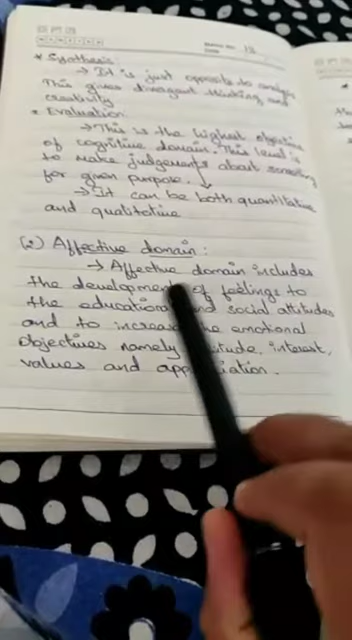 13
* Synthesis:
→ It is just opposite to analysis
This gives divergent thinking and
creativity
* Evaluation:
→ This is the highest objective
of cognitive domain. This level is
to make judgements about something
for given purpose.
→ It can be both quantitative
and qualitative
(2) Affective domain:
→ Affective domain includes
the development of feelings to
the educational and social attitudes
and to increase the emotional
objectives namely interest,
values and